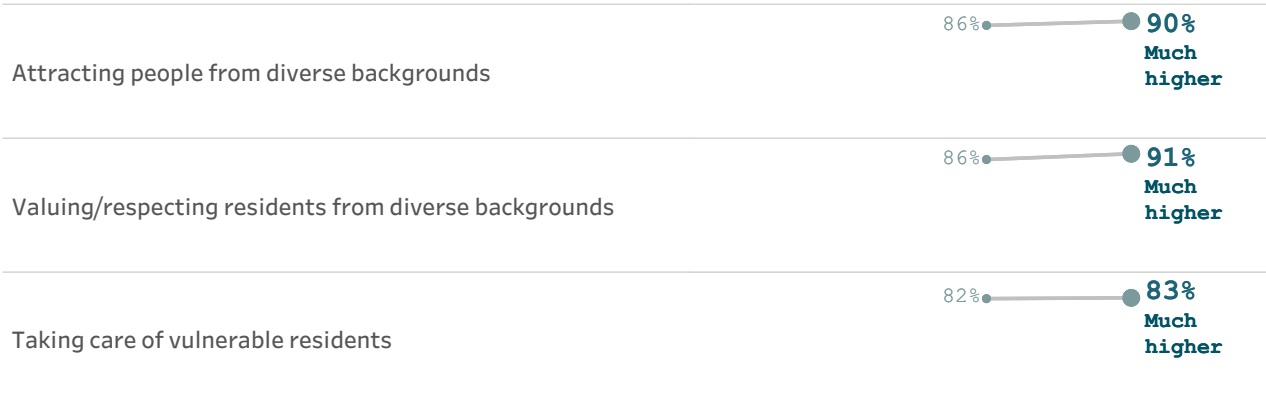 86% 90%
Much
higher
Attracting people from diverse backgrounds
86% 91%
Much
higher
Valuing/respecting residents from diverse backgrounds
82% 83%
Much
higher
Taking care of vulnerable residents